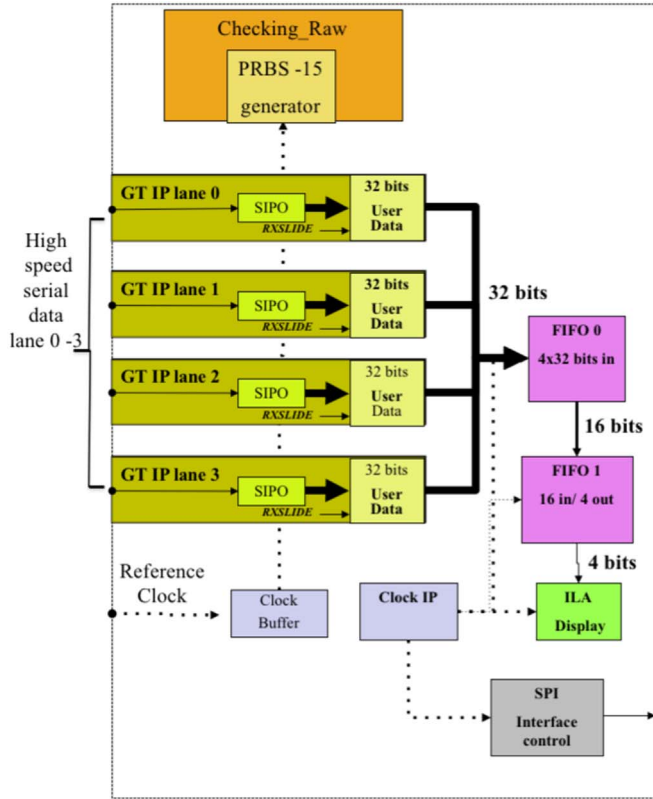 Checking_Raw
PRBS -15
generator
GT IP lane 0
SIPO
RXSLIDE
32 bits
User
Data
GT IP lane 1
SIPO
RXSLIDE
32 bits
User
Data
High
speed
serial
data
lane 0 -3
32 bits
GT IP lane 2
SIPO
RXSLIDE
32 bits
User
Data
FIFO 0
4x32 bits in
16 bits
GT IP lane 3
SIPO
RXSLIDE
32 bits
User
Data
FIFO 1
16 in/ 4 out
4 bits
Reference
Clock
Clock
Buffer
Clock IP
ILA
Display
SPI
Interface
control